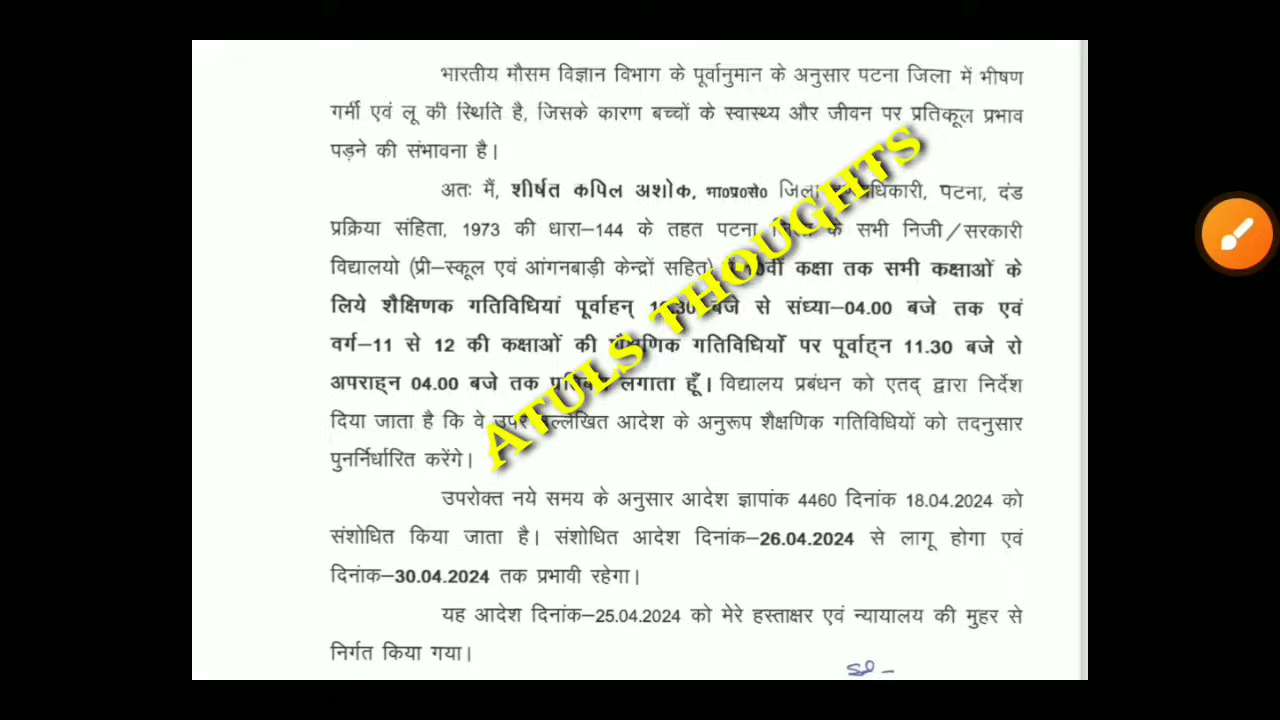 भारतीय मौसम विज्ञान विभाग के पूर्वानुमान के अनुसार पटना जिला में भीषण
गर्मी एवं लू की स्थिति है, जिसके कारण बच्चों के स्वास्थ्य और जीवन पर प्रतिकूल प्रभाव
पड़ने की संभावना है।
अतः मैं, शीर्षत कपिल अशोक, भा०प्र०से० जिला पटना, दंड
प्रक्रिया संहिता, 1973 की धारा–144 के तहत पटना के सभी निजी/सरकारी
विद्यालयो (प्री–स्कूल एवं आंगनबाड़ी केन्द्रों सहित) कक्षा तक सभी कक्षाओं के
लिये शैक्षिणक गतिविधियां पूर्वाहन् बजे से संध्या–04.00 बजे तक एवं
वर्ग–11 से 12 की कक्षाओं की गतिविधियों पर पूर्वाह्न 11.30 बजे रो
अपराह्न 04.00 बजे तक लगाता हूँ। विद्यालय प्रबंधन को एतद् द्वारा निर्देश
दिया जाता है कि वे आदेश के अनुरूप शैक्षणिक गतिविधियों को तदनुसार
पुनर्निर्धारित करेंगे।
उपरोक्त नये समय के अनुसार आदेश ज्ञापांक 4460 दिनांक 18.04.2024 को
संशोधित किया जाता है। संशोधित आदेश दिनांक–26.04.2024 से लागू होगा एवं
दिनांक–30.04.2024 तक प्रभावी रहेगा।
यह आदेश दिनांक–25.04.2024 को मेरे हस्ताक्षर एवं न्यायालय की मुहर से
निर्गत किया गया।
ATULS THOUGHTS